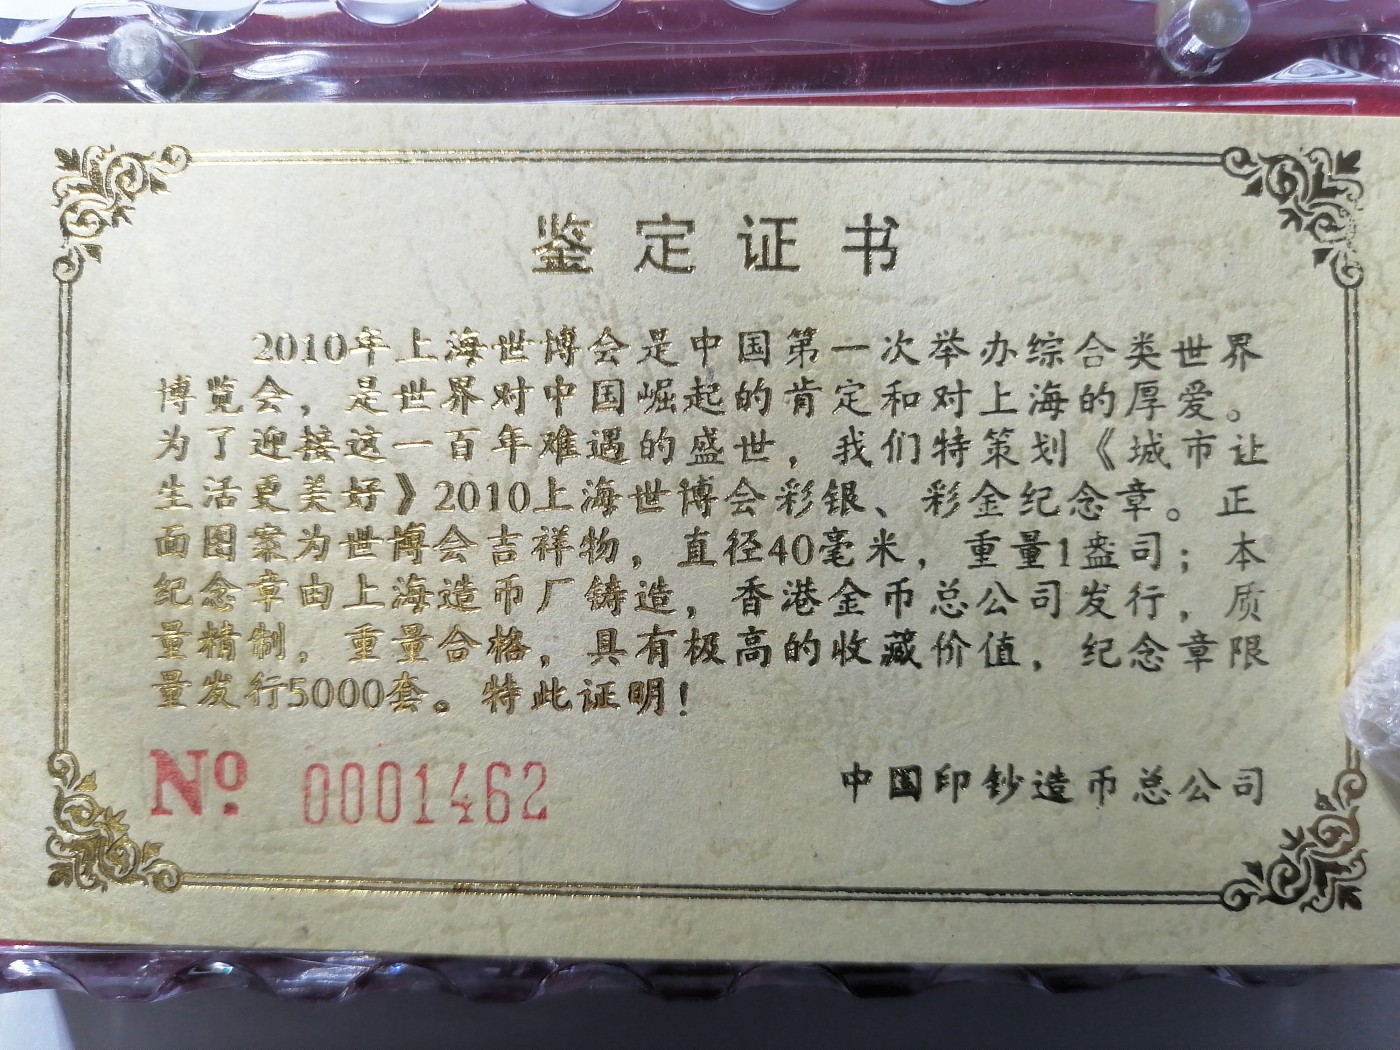 鉴定证书
2010年上海世博会是中国第一次举办综合类世界
博览会，是世界对中国崛起的肯定和对上海的厚爱。
为了迎接这一百年难遇的盛世，我们特策划《城市让
生活更美好》2010上海世博会彩银、彩金纪念章。正
面图案为世博会吉祥物，直径40毫米，重量1盎司；本
纪念章由上海造币厂铸造，香港金币总公司发行，质
量精制，重量合格，具有极高的收藏价值，纪念章限
量发行5000套。特此证明！
No. 0001462
中国印钞造币总公司